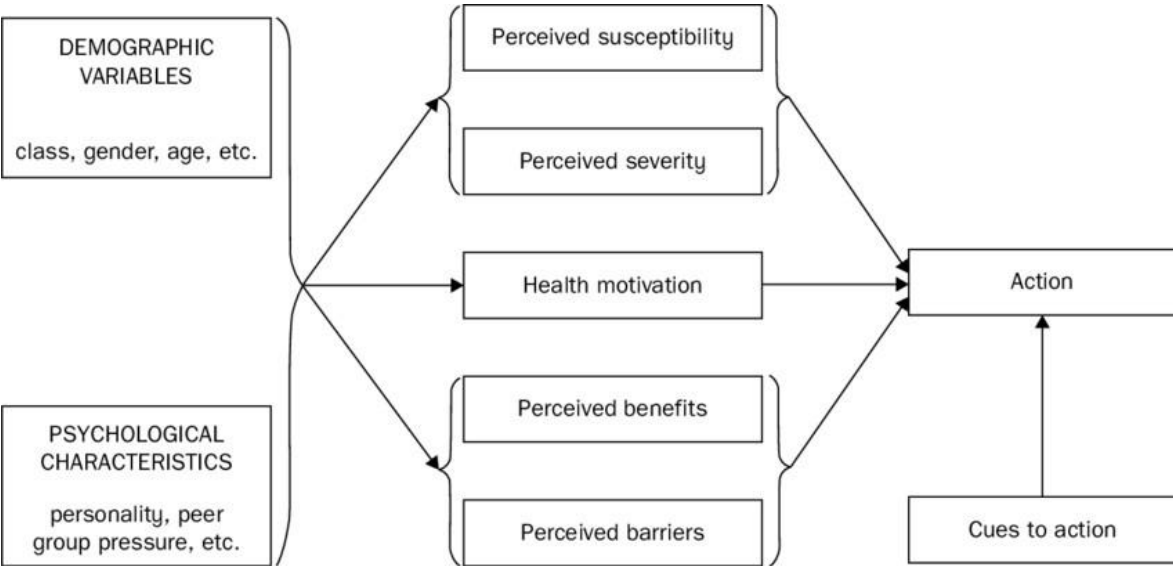 DEMOGRAPHIC
VARIABLES
class, gender, age, etc.
PSYCHOLOGICAL
CHARACTERISTICS
personality, peer
group pressure, etc.
Perceived susceptibility
Perceived severity
Health motivation
Perceived benefits
Perceived barriers
Action
Cues to action